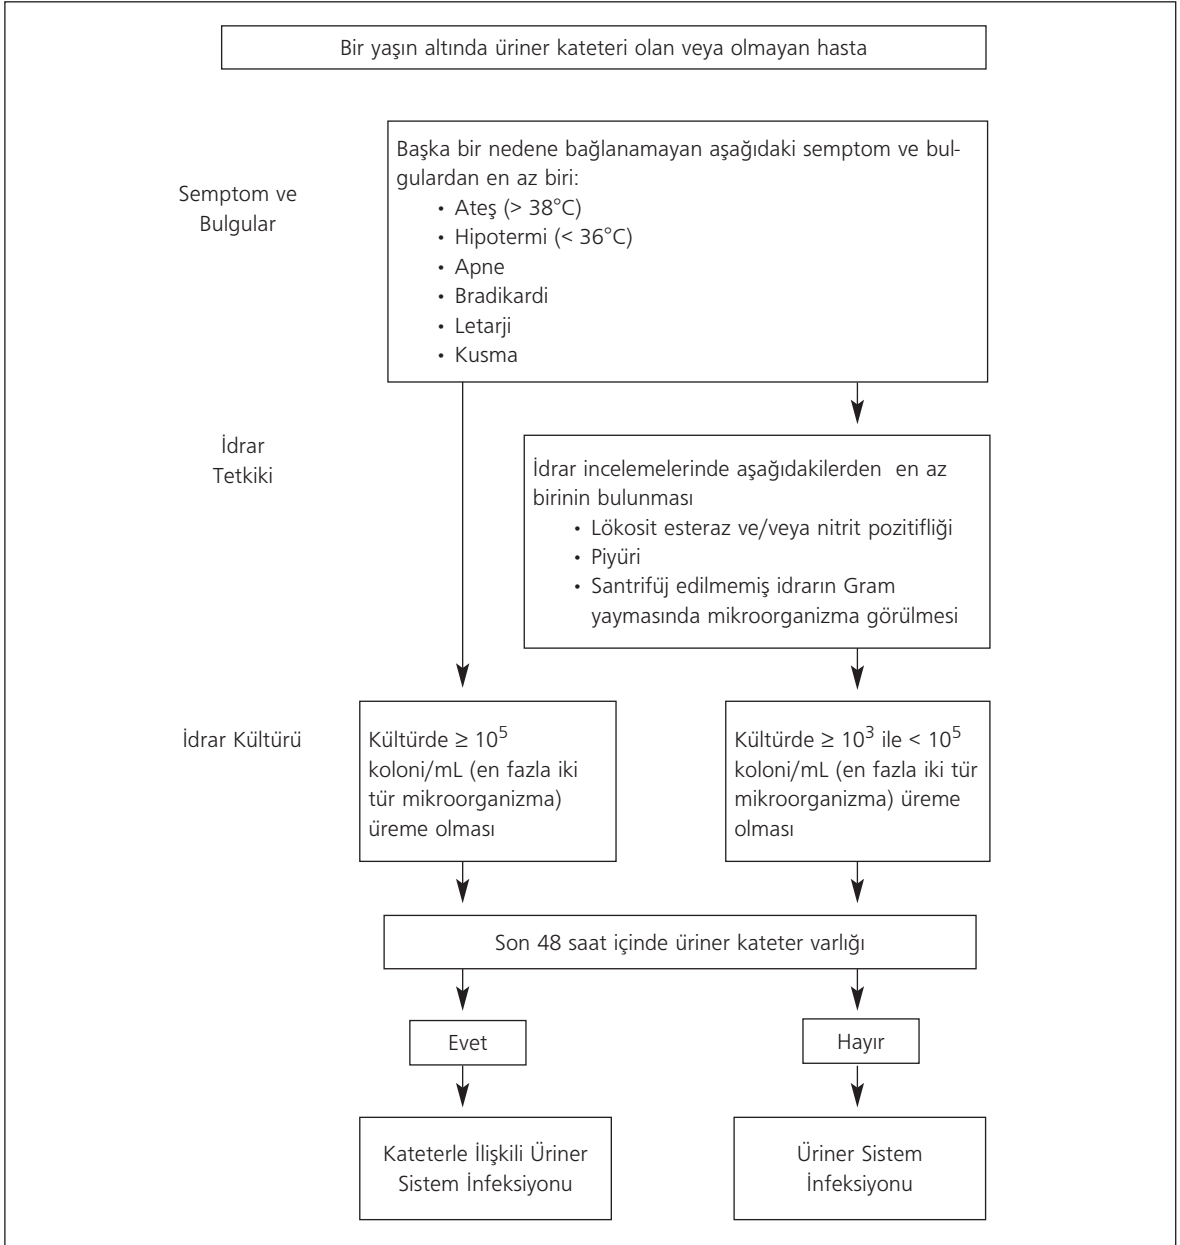 Bir yaşın altında üriner kateteri olan veya olmayan hasta
Semptom ve
Bulgular
Başka bir nedene bağlanamayan aşağıdaki semptom ve bul-
gulardan en az biri:
• Ateş (> 38°C)
• Hipotermi (< 36°C)
• Apne
• Bradikardi
• Letarji
• Kusma
İdrar
Tetkiki
İdrar incelemelerinde aşağıdakilerden en az
birinin bulunması
• Lökosit esteraz ve/veya nitrit pozitifliği
• Piyüri
• Santrifüj edilmemiş idrarın Gram
yaymasında mikroorganizma görülmesi
İdrar Kültürü
Kültürde ≥ 10⁵
koloni/mL (en fazla iki
tür mikroorganizma)
üreme olması
Kültürde ≥ 10³ ile < 10⁵
koloni/mL (en fazla iki tür
mikroorganizma) üreme
olması
Son 48 saat içinde üriner kateter varlığı
Evet
Hayır
Kateterle İlişkili Üriner
Sistem İnfeksiyonu
Üriner Sistem
İnfeksiyonu